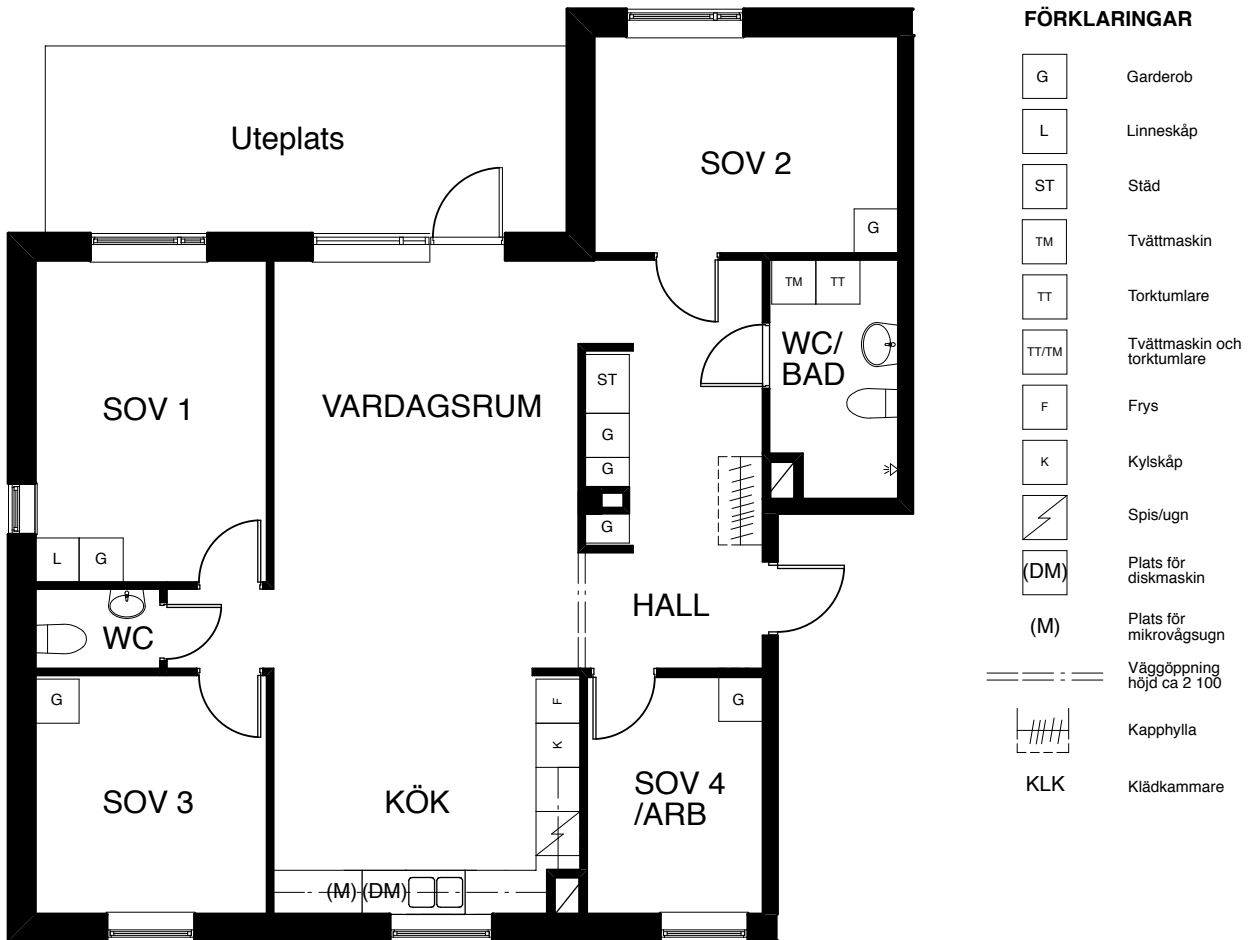 Uteplats
SOV 2
G
TM
TT
WC/
BAD
SOV 1
VARDAGSRUM
ST
G
G
G
L
G
WC
HALL
G
F
K
G
SOV 3
KÖK
SOV 4
/ARB
(M)
(DM)
FÖRKLARINGAR
G Garderob
L Linneskåp
ST Städ
TM Tvättmaskin
TT Torktumlare
TT/TM Tvättmaskin och
torktumlare
F Frys
K Kylskåp
Spis/ugn
(DM) Plats för
diskmaskin
(M) Plats för
mikrovågsugn
Väggöppning
höjd ca 2 100
Kapphylla
KLK Klädkammare